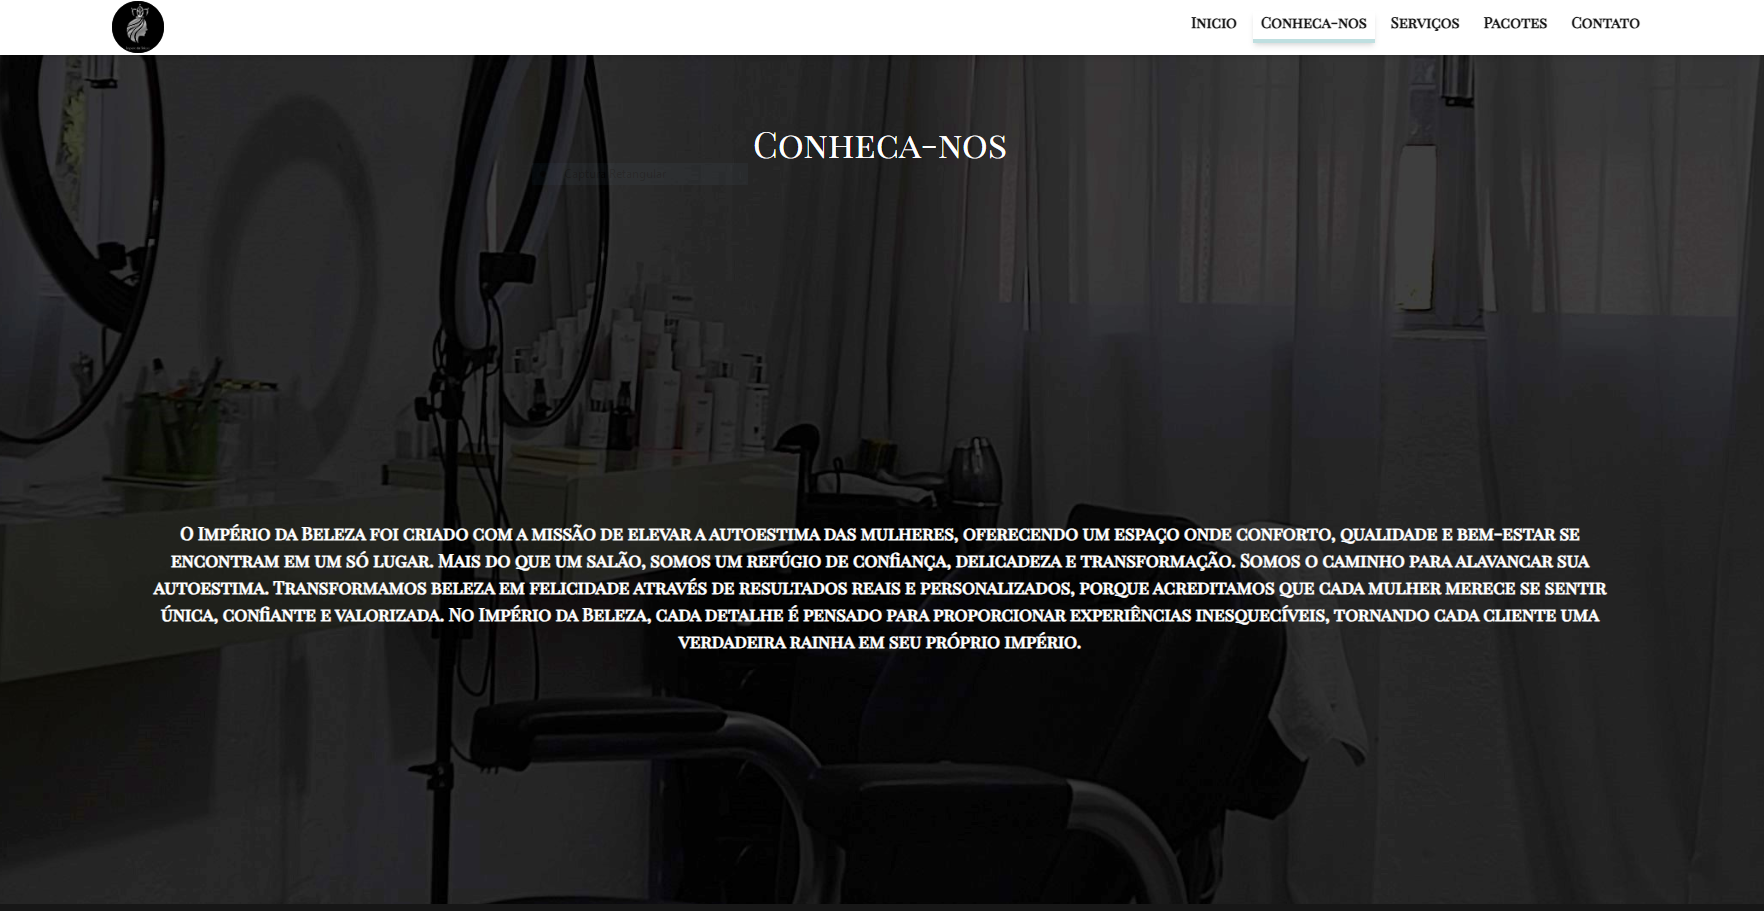 Inicio Conheca-nos Serviços Pacotes Contato
Conheca-nos
O Império da Beleza foi criado com a missão de elevar a autoestima das mulheres, oferecendo um espaço onde conforto, qualidade e bem-estar se
encontram em um só lugar. Mais do que um salão, somos um refúgio de confiança, delicadeza e transformação. Somos o caminho para alavancar sua
autoestima. Transformamos beleza em felicidade através de resultados reais e personalizados, porque acreditamos que cada mulher merece se sentir
única, confiante e valorizada. No Império da Beleza, cada detalhe é pensado para proporcionar experiências inesquecíveis, tornando cada cliente uma
verdadeira rainha em seu próprio império.